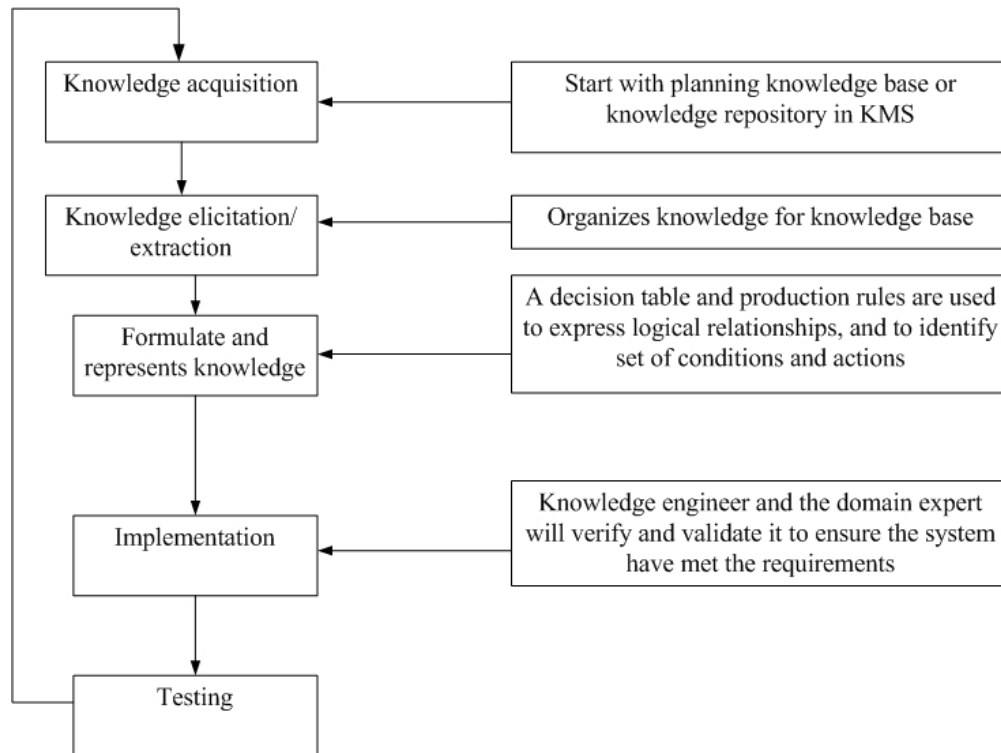 Knowledge acquisition
Start with planning knowledge base or
knowledge repository in KMS
Knowledge elicitation/
extraction
Organizes knowledge for knowledge base
Formulate and
represents knowledge
A decision table and production rules are used
to express logical relationships, and to identify
set of conditions and actions
Implementation
Knowledge engineer and the domain expert
will verify and validate it to ensure the system
have met the requirements
Testing